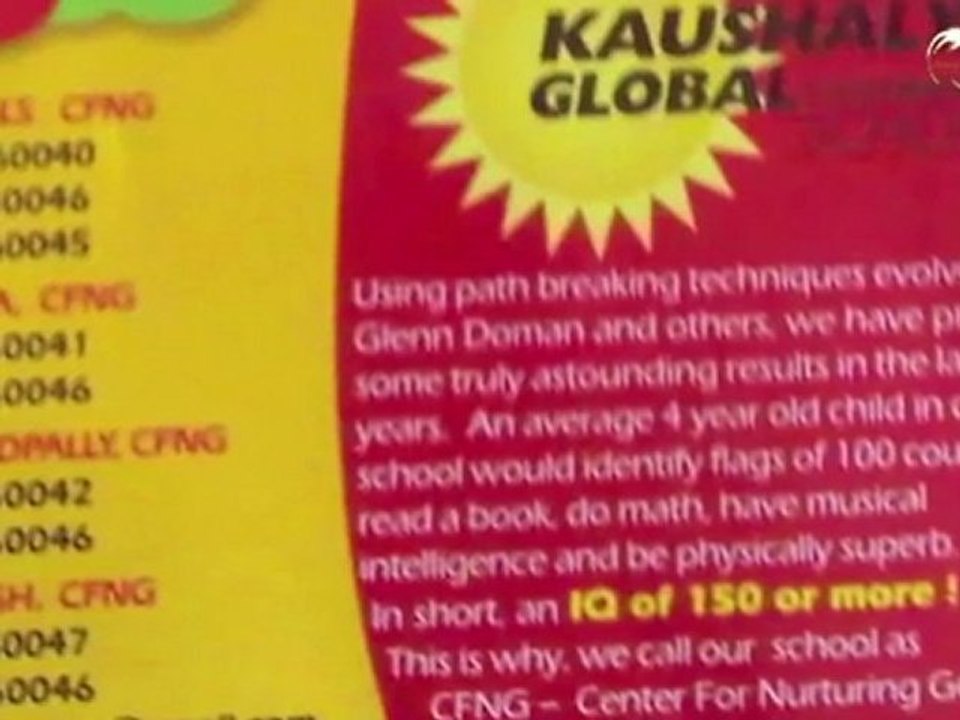 LS CFNG
60040
60046
60045
A, CFNG
60041
60046
OPALLY, CFNG
60042
60046
SH, CFNG
60047
60046
KAUSHALY
GLOBAL
Using path breaking techniques evolv
Glenn Doman and others, we have p
some truly astounding results in the la
years. An average 4 year old child in o
school would identify flags of 100 cou
read a book, do math, have musical
intelligence and be physically superb.
In short, an IQ of 150 or more !
This is why, we call our school as
CFNG – Center For Nurturing G